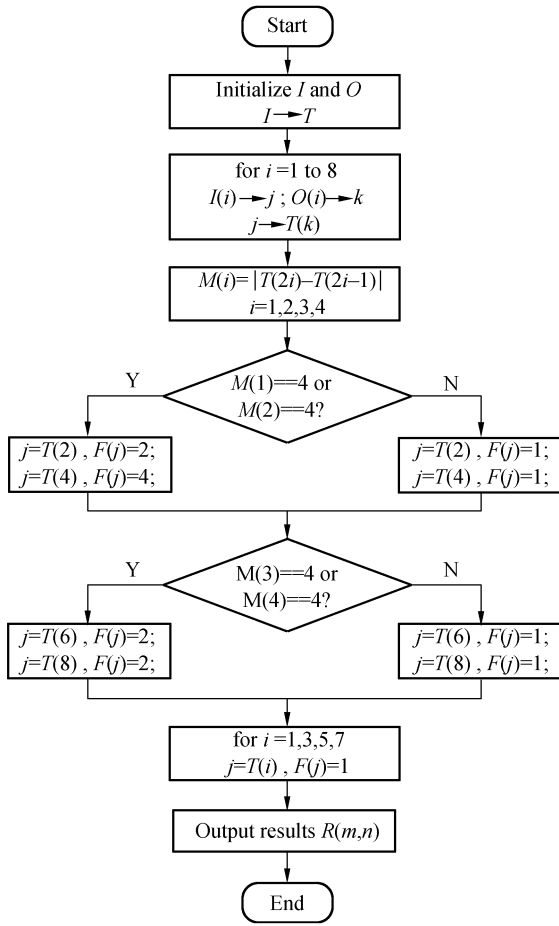 Start
Initialize I and O
I→T
for i =1 to 8
I(i)→j ; O(i)→k
j→T(k)
M(i)=|T(2i)–T(2i–1)|
i=1,2,3,4
M(1)==4 or
M(2)==4?
Y
N
j=T(2) , F(j)=2;
j=T(4) , F(j)=4;
j=T(2) , F(j)=1;
j=T(4) , F(j)=1;
M(3)==4 or
M(4)==4?
Y
N
j=T(6) , F(j)=2;
j=T(8) , F(j)=2;
j=T(6) , F(j)=1;
j=T(8) , F(j)=1;
for i =1,3,5,7
j=T(i) , F(j)=1
Output results R(m,n)
End